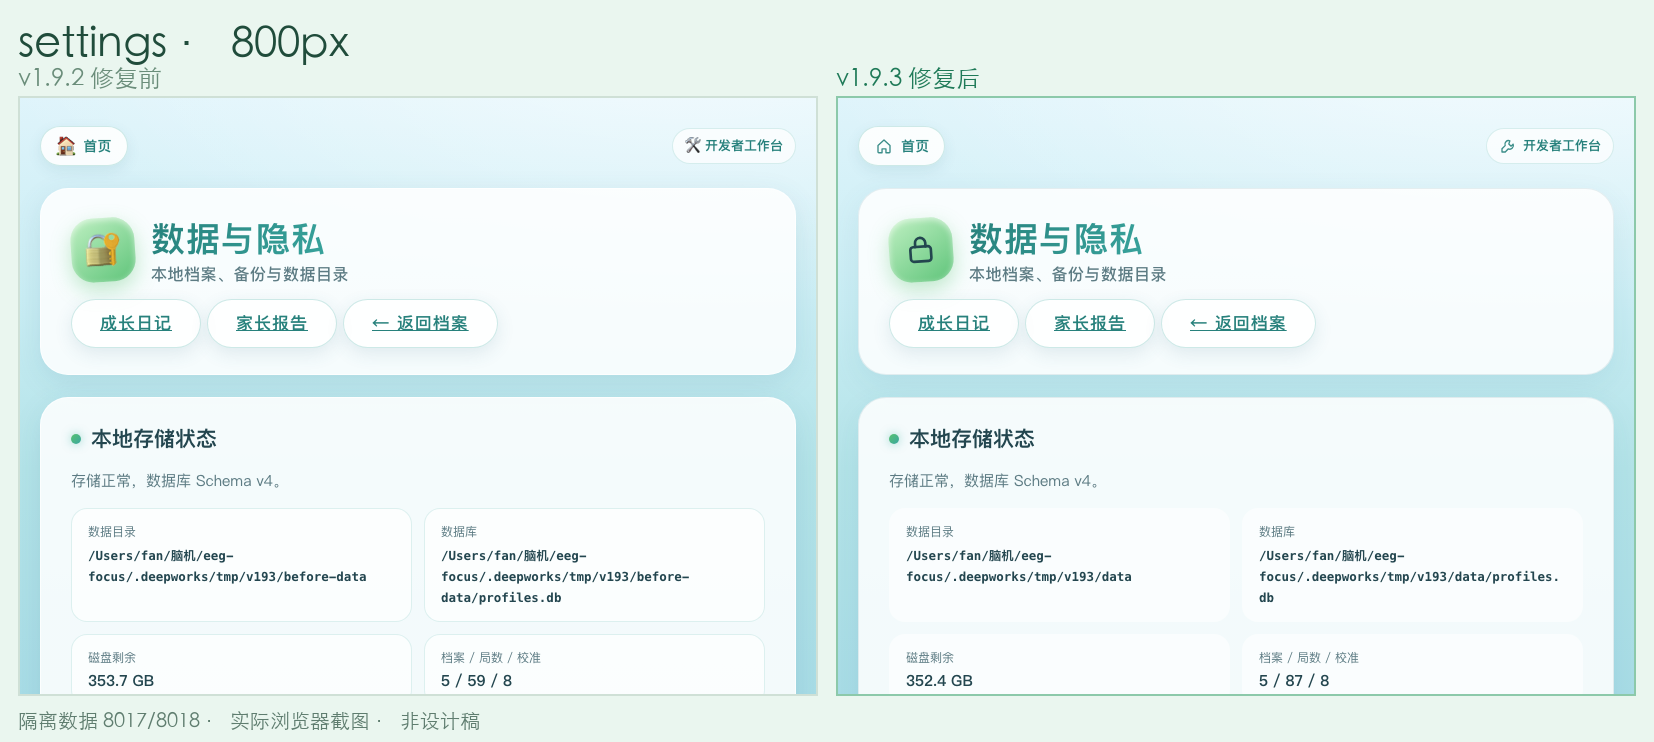 settings · 800px
v1.9.2 修复前
首页
开发者工作台
数据与隐私
本地档案、备份与数据目录
成长日记
家长报告
← 返回档案
本地存储状态
存储正常，数据库 Schema v4。
数据目录
/Users/fan/脑机/eeg-
focus/.deepworks/tmp/v193/before-data
数据库
/Users/fan/脑机/eeg-
focus/.deepworks/tmp/v193/before-
data/profiles.db
磁盘剩余
353.7 GB
档案 / 局数 / 校准
5 / 59 / 8
v1.9.3 修复后
首页
开发者工作台
数据与隐私
本地档案、备份与数据目录
成长日记
家长报告
← 返回档案
本地存储状态
存储正常，数据库 Schema v4。
数据目录
/Users/fan/脑机/eeg-
focus/.deepworks/tmp/v193/data
数据库
/Users/fan/脑机/eeg-
focus/.deepworks/tmp/v193/data/profiles.
db
磁盘剩余
352.4 GB
档案 / 局数 / 校准
5 / 87 / 8
隔离数据 8017/8018 · 实际浏览器截图 · 非设计稿